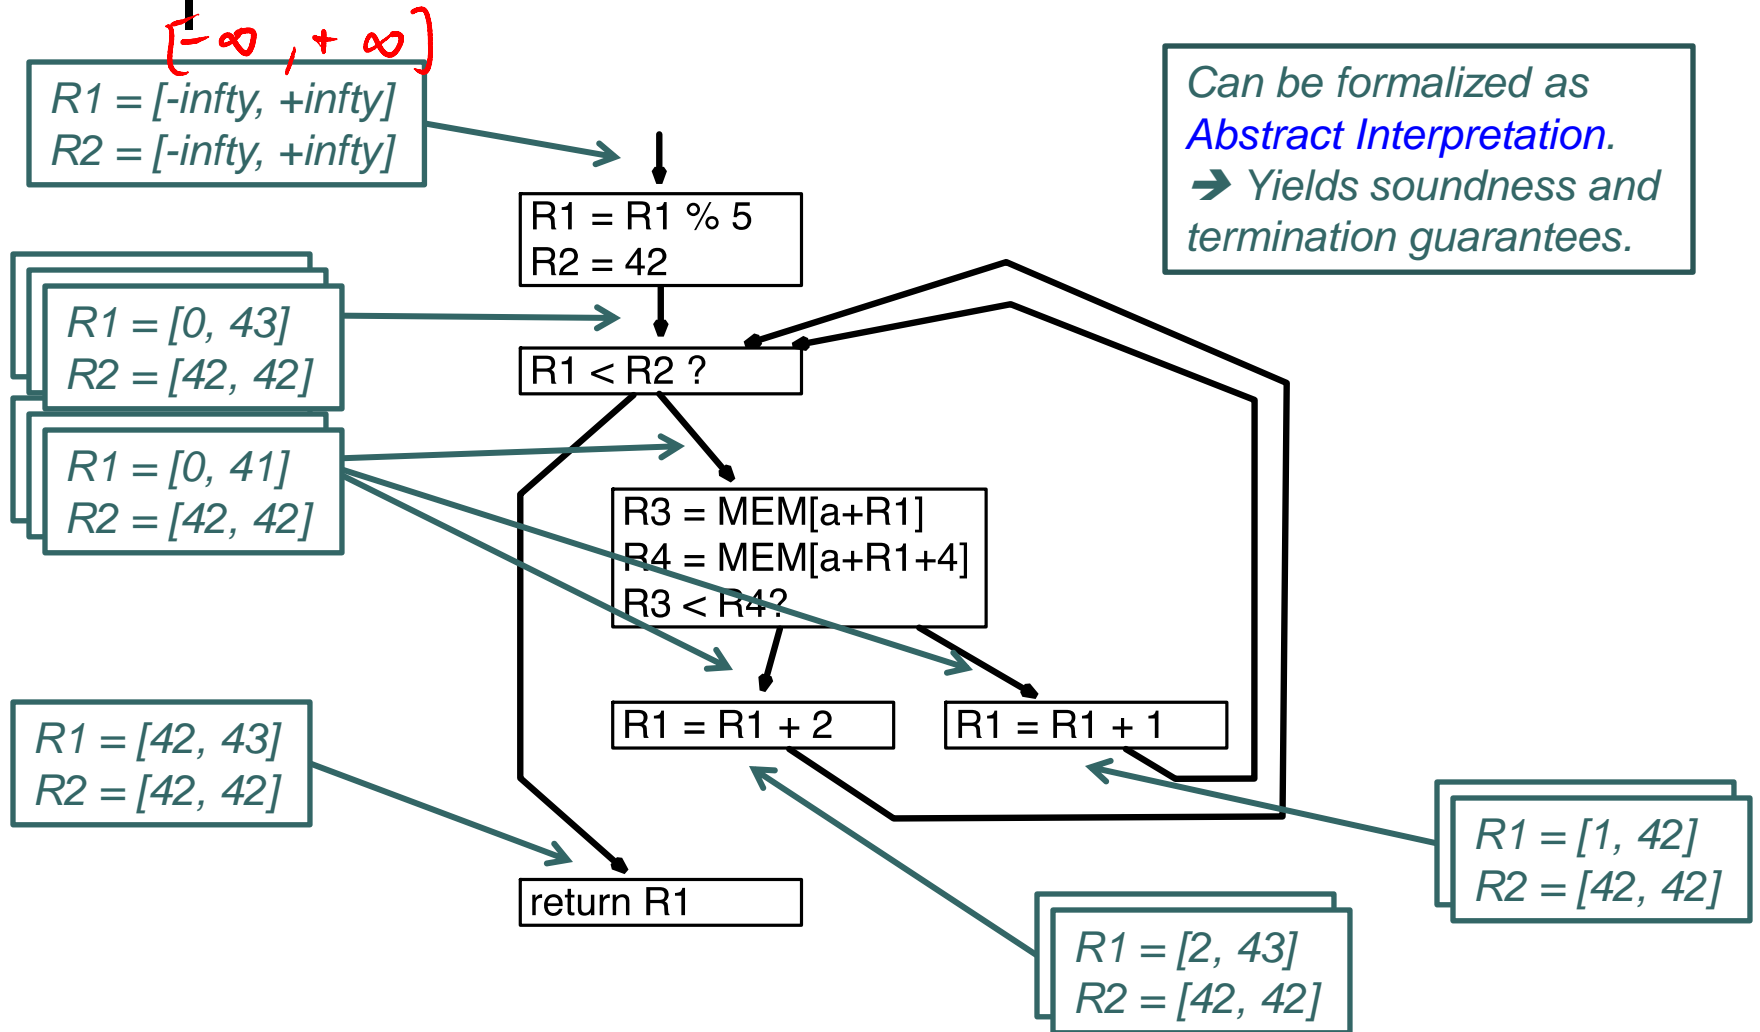 [-∞, +∞]
R1 = [-infty, +infty]
R2 = [-infty, +infty]
Can be formalized as
Abstract Interpretation.
➔ Yields soundness and
termination guarantees.
R1 = R1 % 5
R2 = 42
R1 = [0, 43]
R2 = [42, 42]
R1 < R2 ?
R1 = [0, 41]
R2 = [42, 42]
R3 = MEM[a+R1]
R4 = MEM[a+R1+4]
R3 < R4?
R1 = [42, 43]
R2 = [42, 42]
R1 = R1 + 2
R1 = R1 + 1
R1 = [1, 42]
R2 = [42, 42]
return R1
R1 = [2, 43]
R2 = [42, 42]